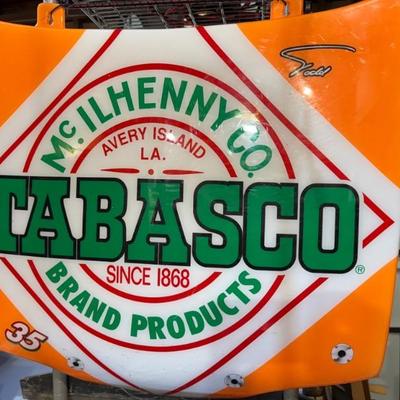 McILHENNY CO.
AVERY ISLAND
LA.
TABASCO®
SINCE 1868
BRAND PRODUCTS
35